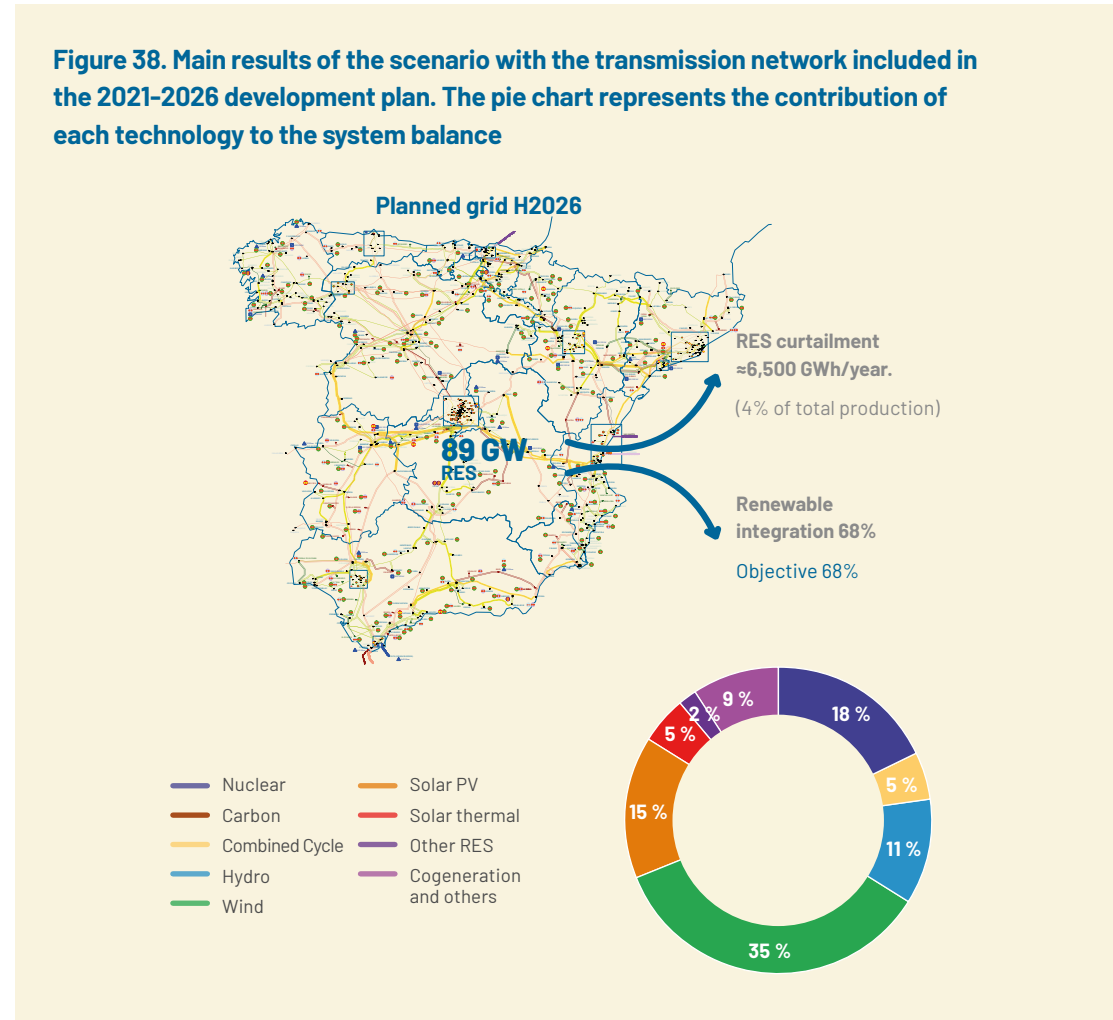 Figure 38. Main results of the scenario with the transmission network included in
the 2021-2026 development plan. The pie chart represents the contribution of
each technology to the system balance
Planned grid H2026
RES curtailment
≈6,500 GWh/year.
(4% of total production)
89 GW
RES
Renewable
integration 68%
Objective 68%
9 %
18 %
2 %
5 %
5 %
15 %
11 %
35 %
Nuclear
Carbon
Combined Cycle
Hydro
Wind
Solar PV
Solar thermal
Other RES
Cogeneration
and others